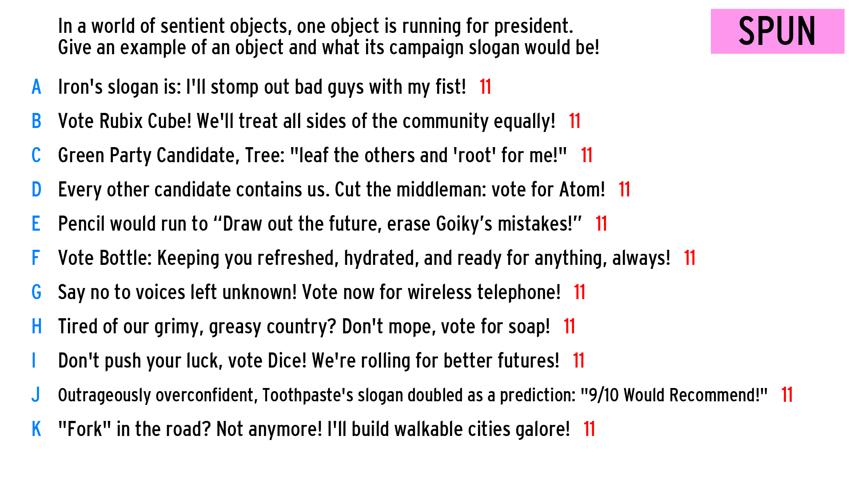 In a world of sentient objects, one object is running for president.
Give an example of an object and what its campaign slogan would be!
SPUN
A Iron's slogan is: I'll stomp out bad guys with my fist! 11
B Vote Rubix Cube! We'll treat all sides of the community equally! 11
C Green Party Candidate, Tree: "leaf the others and 'root' for me!" 11
D Every other candidate contains us. Cut the middleman: vote for Atom! 11
E Pencil would run to “Draw out the future, erase Goiky’s mistakes!” 11
F Vote Bottle: Keeping you refreshed, hydrated, and ready for anything, always! 11
G Say no to voices left unknown! Vote now for wireless telephone! 11
H Tired of our grimy, greasy country? Don't mope, vote for soap! 11
I Don't push your luck, vote Dice! We're rolling for better futures! 11
J Outrageously overconfident, Toothpaste's slogan doubled as a prediction: "9/10 Would Recommend!" 11
K "Fork" in the road? Not anymore! I'll build walkable cities galore! 11